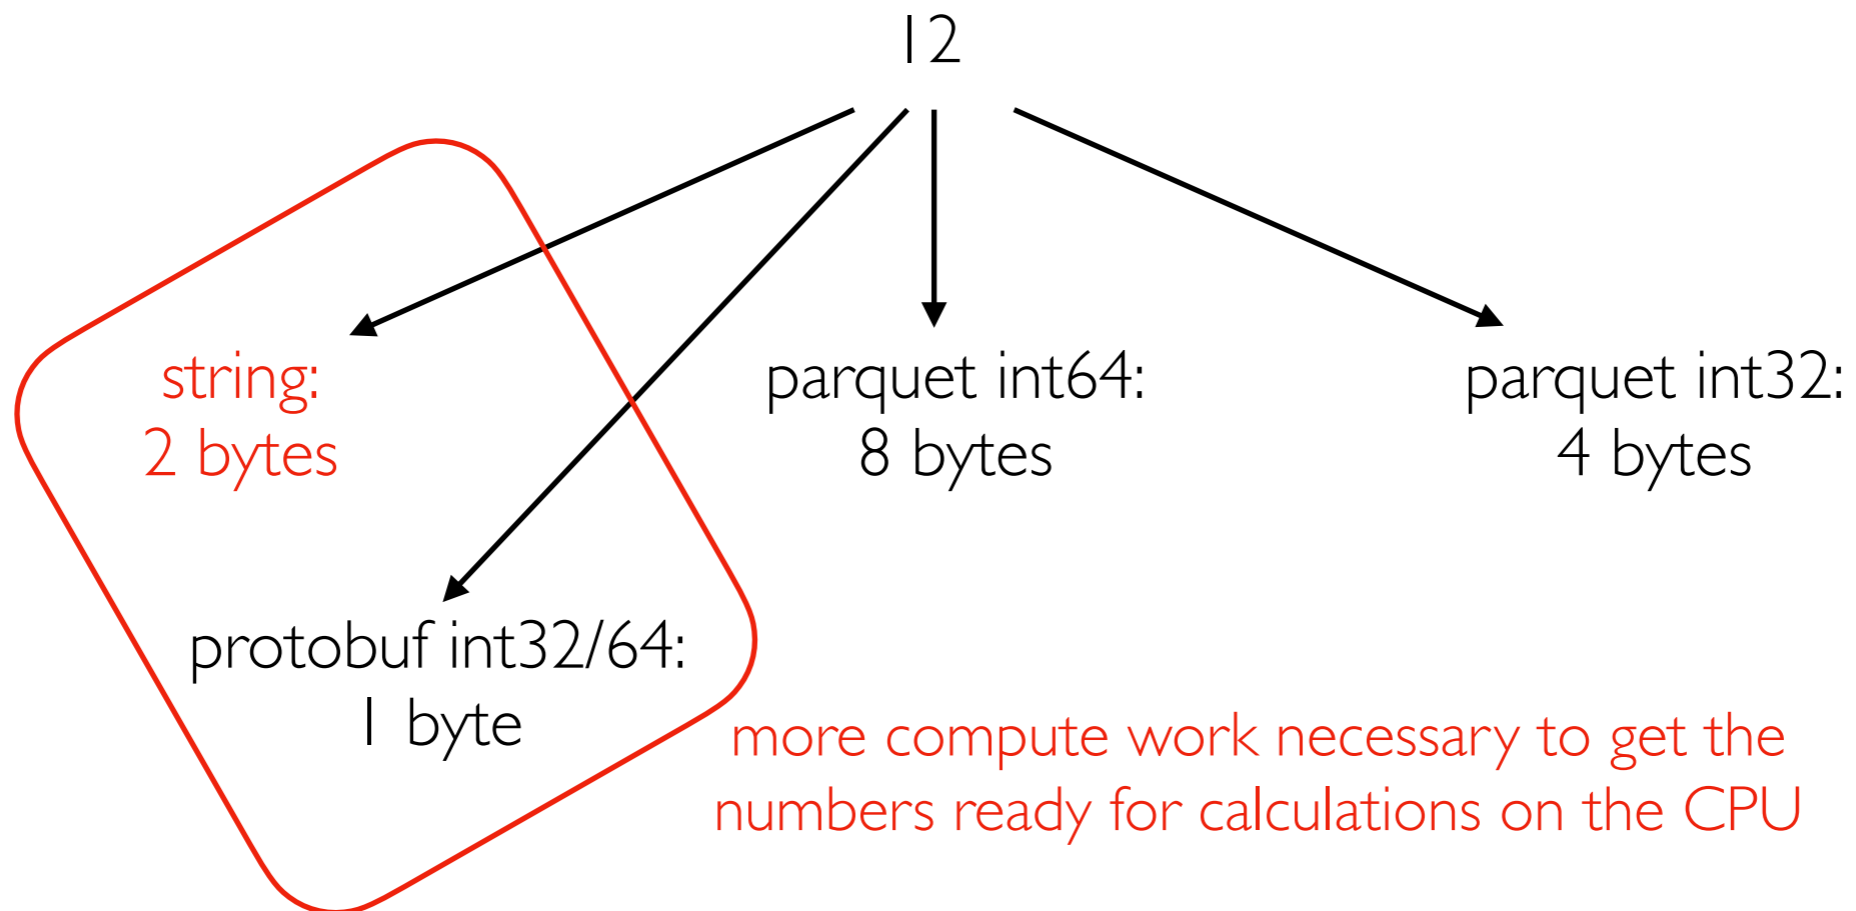 12
string:
2 bytes
parquet int64:
8 bytes
parquet int32:
4 bytes
protobuf int32/64:
1 byte
more compute work necessary to get the
numbers ready for calculations on the CPU